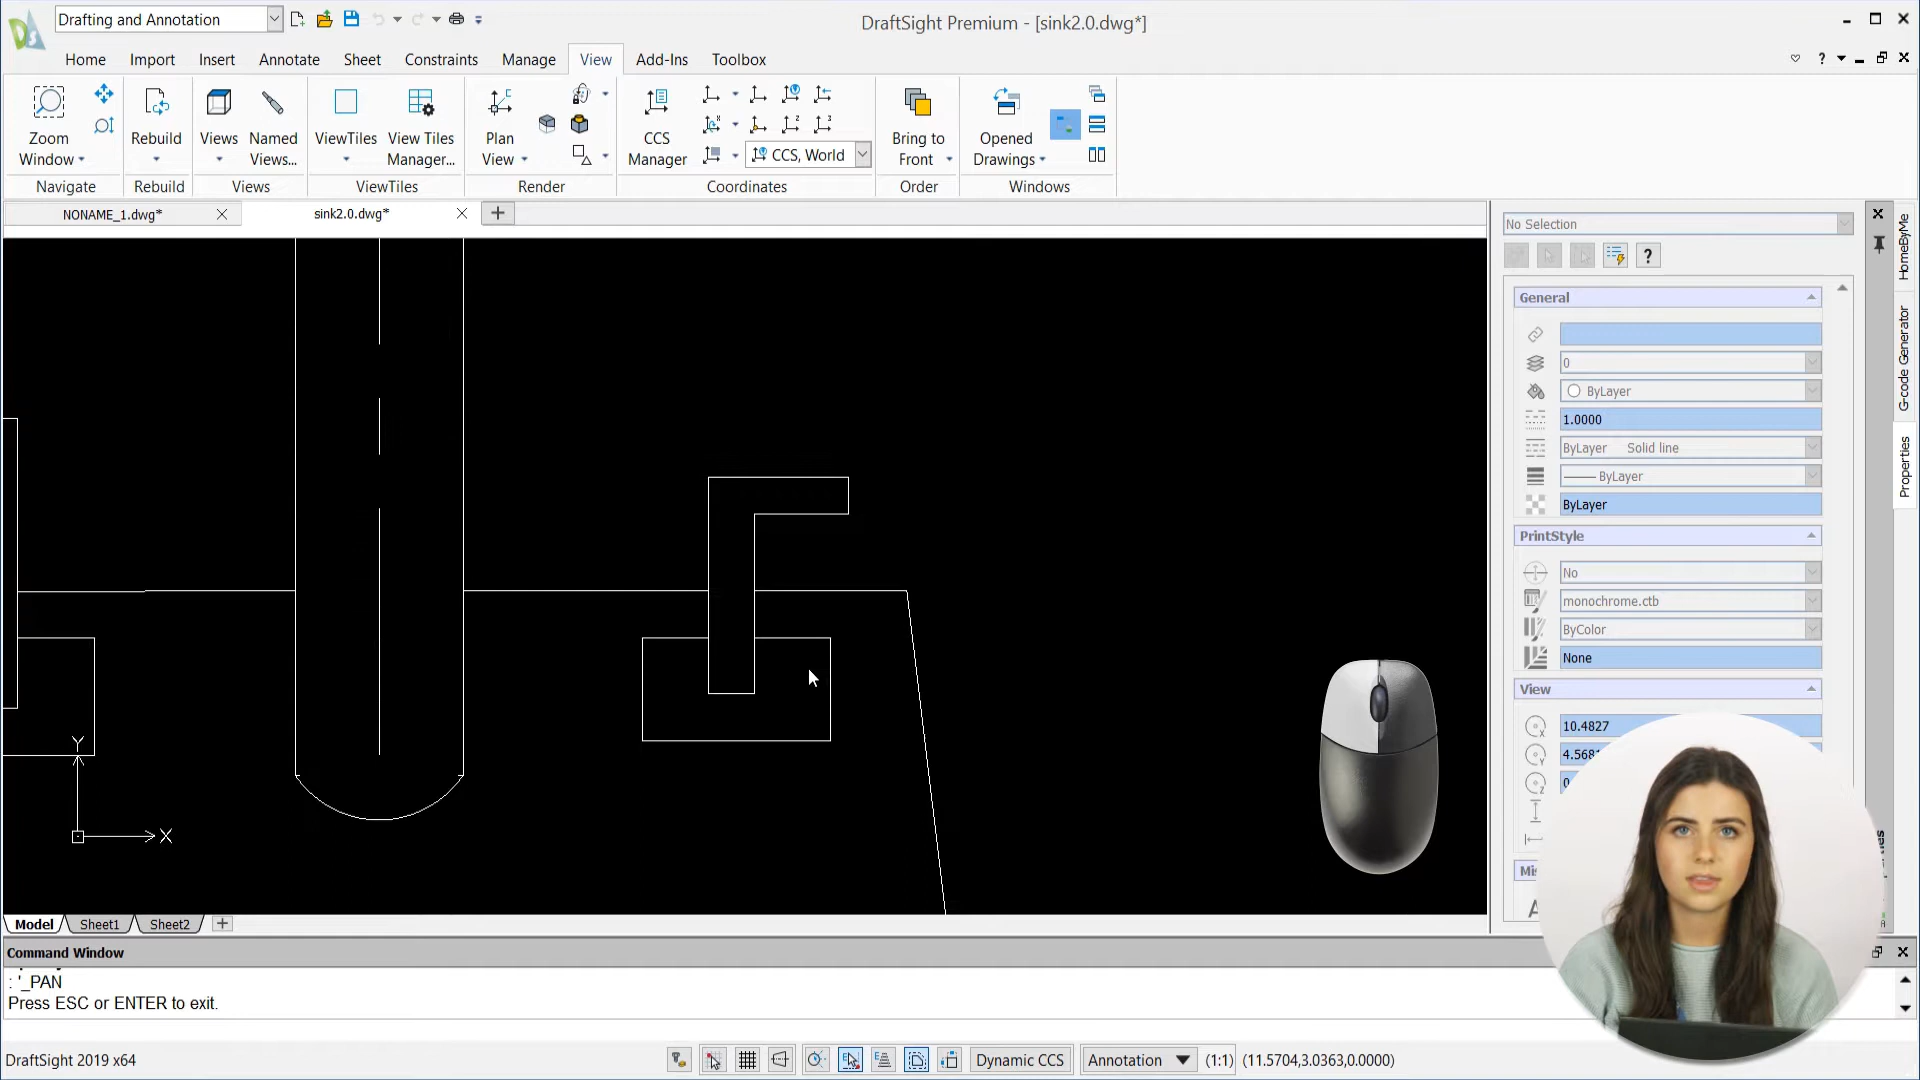 Drafting and Annotation
DraftSight Premium - [sink2.0.dwg*]
Home Import Insert Annotate Sheet Constraints Manage View Add-Ins Toolbox
Zoom Window
Rebuild
Views
Named Views...
ViewTiles
View Tiles Manager...
Plan View
CCS Manager
CCS, World
Bring to Front
Opened Drawings
Navigate Rebuild Views ViewTiles Render Coordinates Order Windows
NONAME_1.dwg* sink2.0.dwg*
No Selection
General
0
ByLayer
1.0000
ByLayer Solid line
ByLayer
ByLayer
PrintStyle
No
monochrome.ctb
ByColor
None
View
10.4827
HomeByMe
G-code Generator
Properties
Y
X
Model Sheet1 Sheet2
Command Window
: '_PAN
Press ESC or ENTER to exit.
DraftSight 2019 x64
Dynamic CCS
Annotation
(1:1)
(11.5704,3.0363,0.0000)